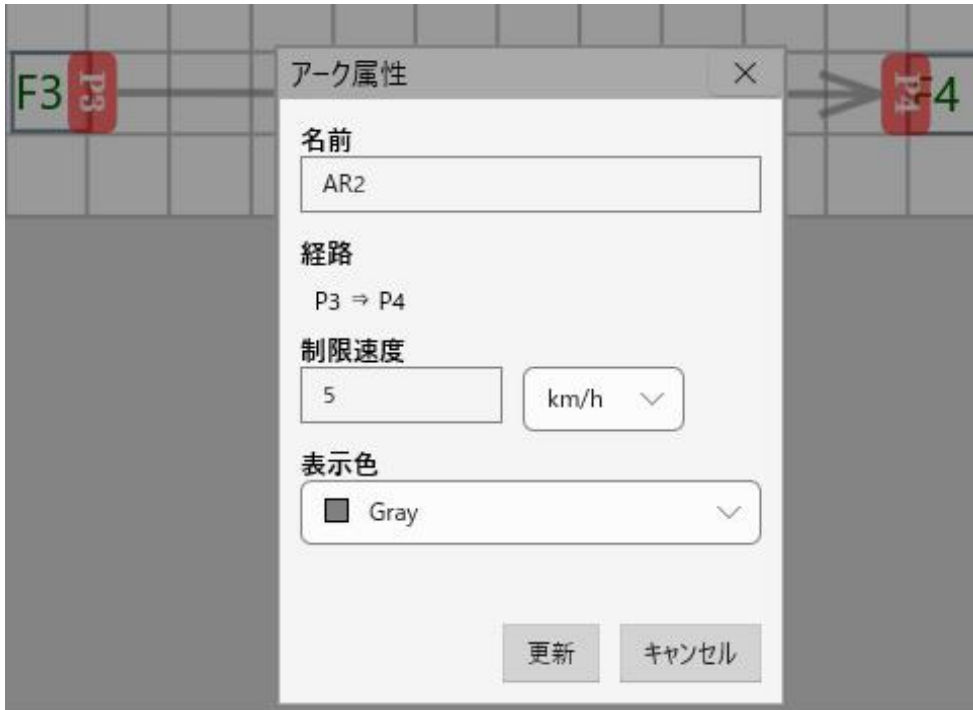 F3
P3
アーク属性
P4
F4
名前
AR2
経路
P3 ⇒ P4
制限速度
5
km/h
表示色
Gray
更新
キャンセル